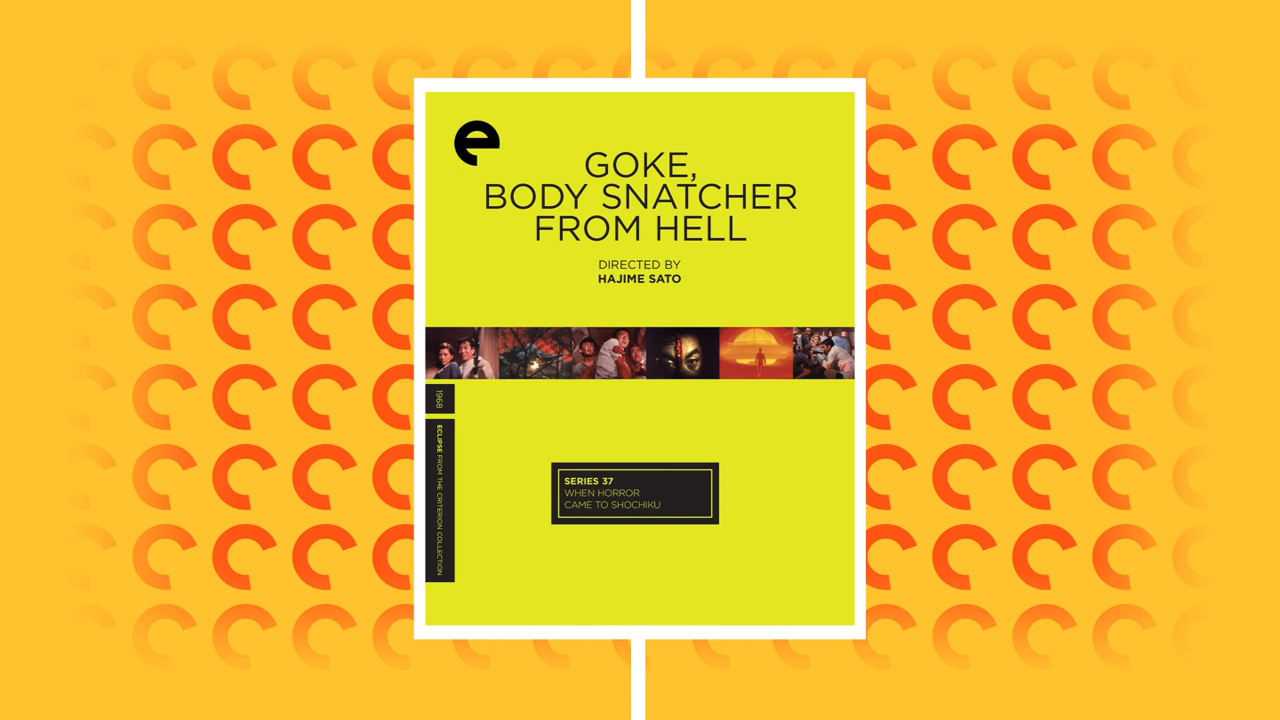 e
GOKE,
BODY SNATCHER
FROM HELL
DIRECTED BY
HAJIME SATO
1968
ECLIPSE FROM THE CRITERION COLLECTION
SERIES 37
WHEN HORROR
CAME TO SHOCHIKU